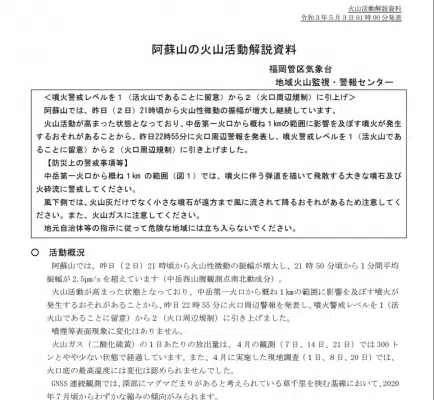 火山活動解説資料
令和3年5月3日01時00分発表
阿蘇山の火山活動解説資料
福岡管区気象台
地域火山監視・警報センター
＜噴火警戒レベルを1（活火山であることに留意）から2（火口周辺規制）に引上げ＞
阿蘇山では、昨日（2日）21時頃から火山性微動の振幅が増大し継続しています。
火山活動が高まった状態となっており、中岳第一火口から概ね1kmの範囲に影響を及ぼす噴火が発生
するおそれがあることから、昨日22時55分に火口周辺警報を発表し、噴火警戒レベルを1（活火山であ
ることに留意）から2（火口周辺規制）に引き上げました。
【防災上の警戒事項等】
中岳第一火口から概ね1kmの範囲（図1）では、噴火に伴う弾道を描いて飛散する大きな噴石及び
火砕流に警戒してください。
風下側では、火山灰だけでなく小さな噴石が遠方まで風に流されて降るおそれがあるため注意してく
ださい。また、火山ガスに注意してください。
地元自治体等の指示に従って危険な地域には立ち入らないでください。
○ 活動概況
阿蘇山では、昨日（2日）21時頃から火山性微動の振幅が増大し、21時50分頃から1分間平均
振幅が2.5μm/sを超えています（中岳西山腹観測点南北動成分）。
火山活動が高まった状態となっており、中岳第一火口から概ね1kmの範囲に影響を及ぼす噴火が
発生するおそれがあることから、昨日22時55分に火口周辺警報を発表し、噴火警戒レベルを1（活
火山であることに留意）から2（火口周辺規制）に引き上げました。
噴煙等表面現象に変化はありません。
火山ガス（二酸化硫黄）の1日あたりの放出量は、4月の観測（7日、14日、21日）では300ト
ンとやや少ない状態で経過しています。また、4月に実施した現地調査（1日、8日、20日）では、
火口底の最高温度には変化は認められませんでした。
GNSS連続観測では、深部にマグマだまりがあると考えられている草千里を挟む基線において、2020
年7月頃からわずかな縮みの傾向がみられます。